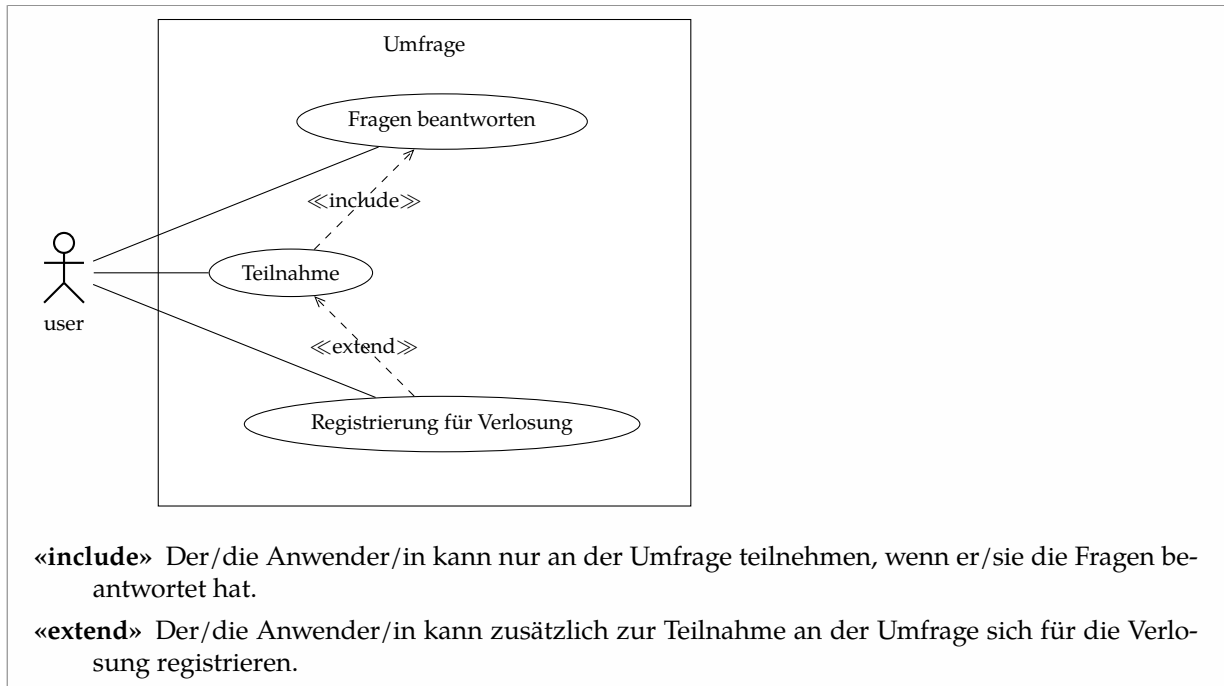 Umfrage
Fragen beantworten
≪include≫
Teilnahme
user
≪extend≫
Registrierung für Verlosung
«include» Der/die Anwender/in kann nur an der Umfrage teilnehmen, wenn er/sie die Fragen be-
antwortet hat.
«extend» Der/die Anwender/in kann zusätzlich zur Teilnahme an der Umfrage sich für die Verlo-
sung registrieren.